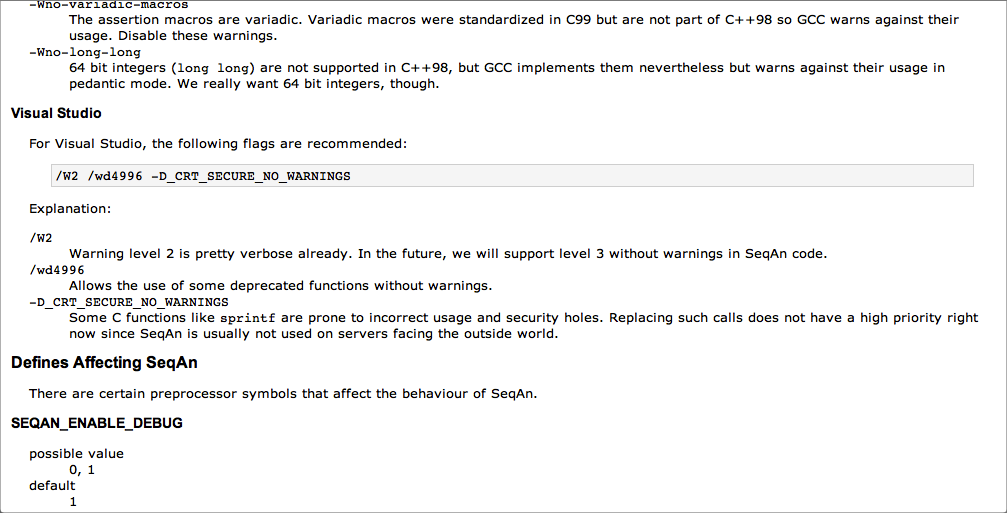 -Wno-variadic-macros
The assertion macros are variadic. Variadic macros were standardized in C99 but are not part of C++98 so GCC warns against their
usage. Disable these warnings.
-Wno-long-long
64 bit integers (long long) are not supported in C++98, but GCC implements them nevertheless but warns against their usage in
pedantic mode. We really want 64 bit integers, though.
Visual Studio
For Visual Studio, the following flags are recommended:
/W2 /wd4996 -D_CRT_SECURE_NO_WARNINGS
Explanation:
/W2
Warning level 2 is pretty verbose already. In the future, we will support level 3 without warnings in SeqAn code.
/wd4996
Allows the use of some deprecated functions without warnings.
-D_CRT_SECURE_NO_WARNINGS
Some C functions like sprintf are prone to incorrect usage and security holes. Replacing such calls does not have a high priority right
now since SeqAn is usually not used on servers facing the outside world.
Defines Affecting SeqAn
There are certain preprocessor symbols that affect the behaviour of SeqAn.
SEQAN_ENABLE_DEBUG
possible value
0, 1
default
1